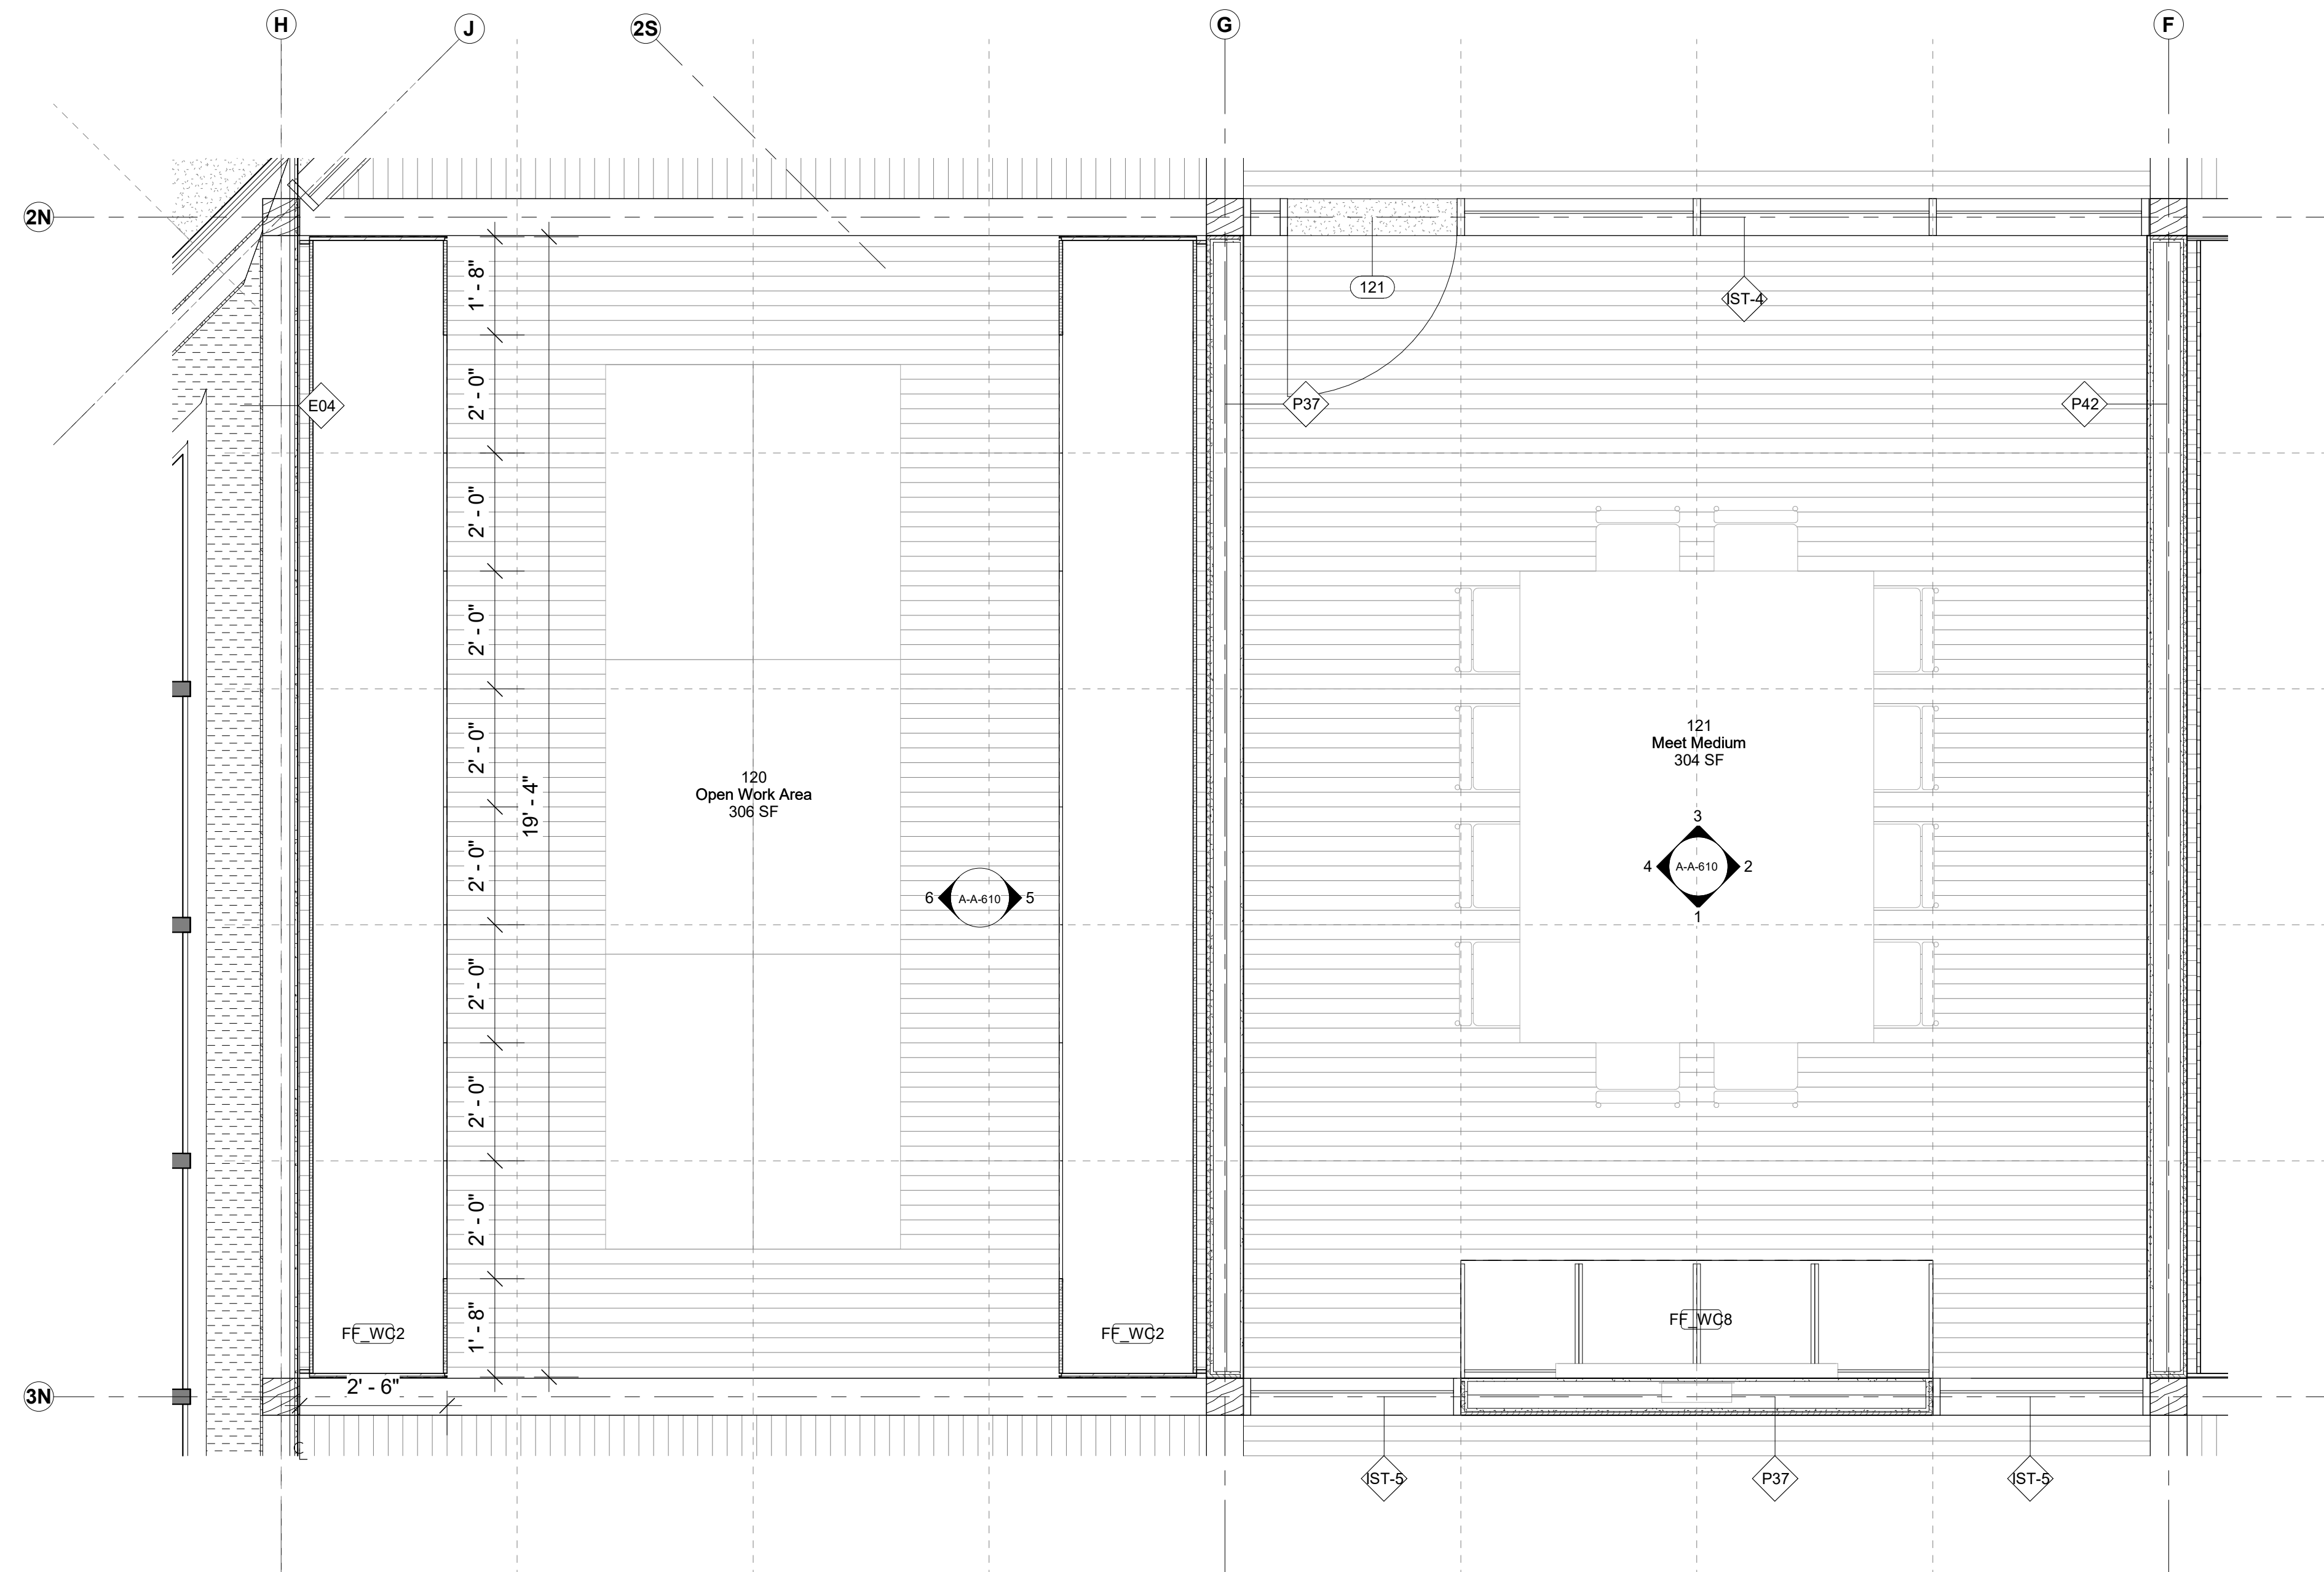 H
J
2S
G
F
2N
1' - 8"
121
IST-4
2' - 0"
E04
P37
P42
2' - 0"
2' - 0"
121
Meet Medium
304 SF
2' - 0"
19' - 4"
120
Open Work Area
306 SF
3
4
A-A-610
2
1
2' - 0"
6
A-A-610
5
2' - 0"
2' - 0"
2' - 0"
1' - 8"
FF_WC2
FF_WC2
FF_WC8
2' - 6"
3N
CL
IST-5
P37
IST-5